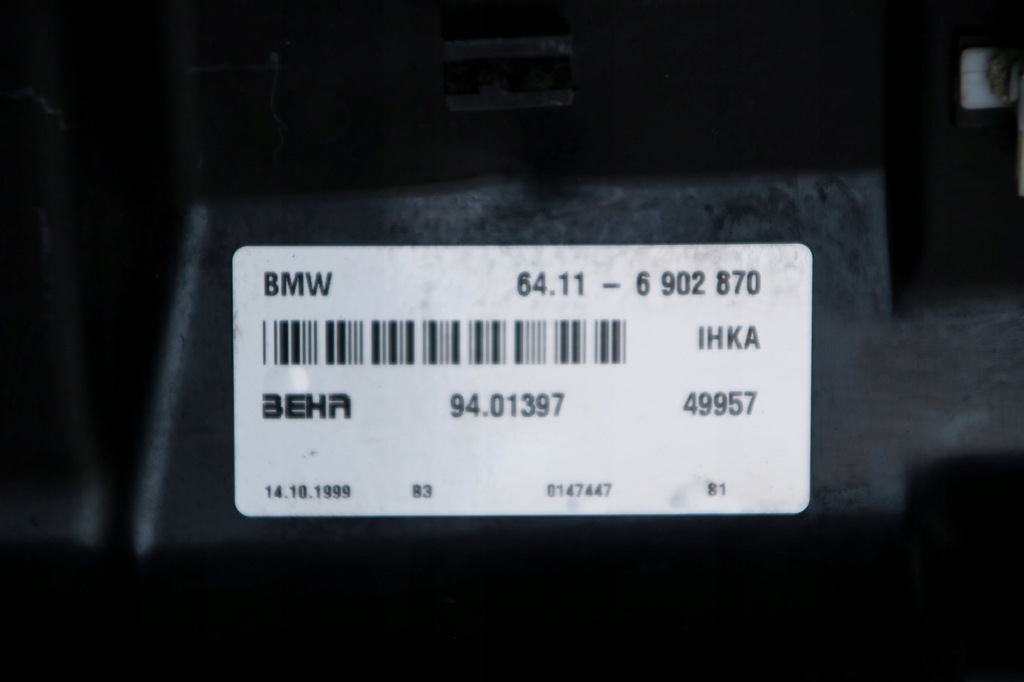 BMW 64.11 – 6 902 870
IHKA
BEHR 94.01397 49957
14.10.1999 83 0147447 81